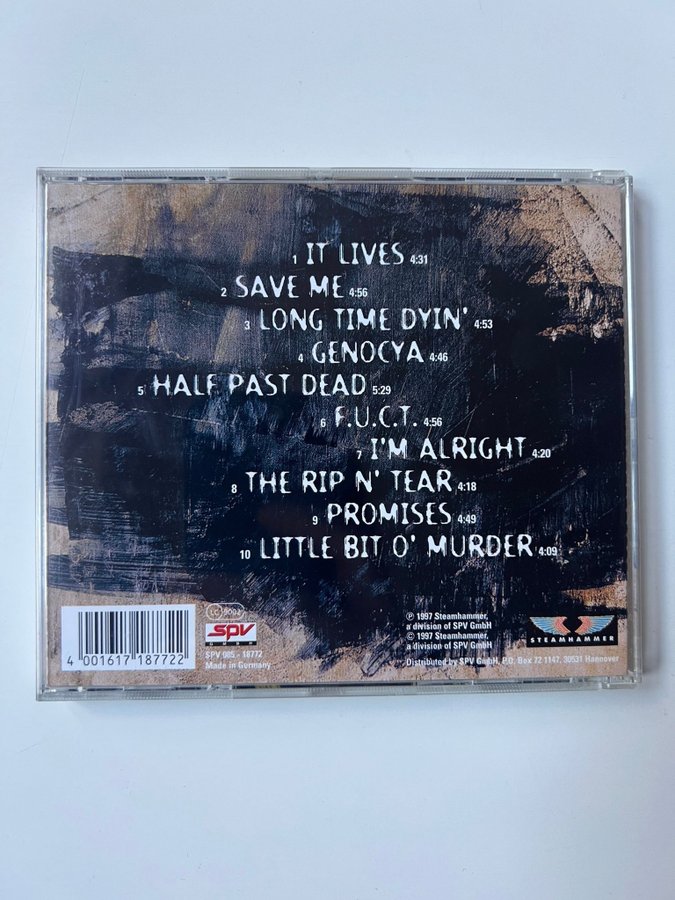 1 IT LIVES 4:31
2 SAVE ME 4:56
3 LONG TIME DYIN' 4:53
4 GENOCYA 4:46
5 HALF PAST DEAD 5:29
6 F.U.C.T. 4:56
7 I'M ALRIGHT 4:20
8 THE RIP N' TEAR 4:18
9 PROMISES 4:49
10 LITTLE BIT O' MURDER 4:09
4 001617 187722
LC 9002
SPV
GMBH
SPV 085 - 18772
Made in Germany
℗ 1997 Steamhammer,
a division of SPV GmbH
© 1997 Steamhammer,
a division of SPV GmbH
Distributed by SPV GmbH, P.O. Box 72 1147, 30531 Hannover
STEAMHAMMER